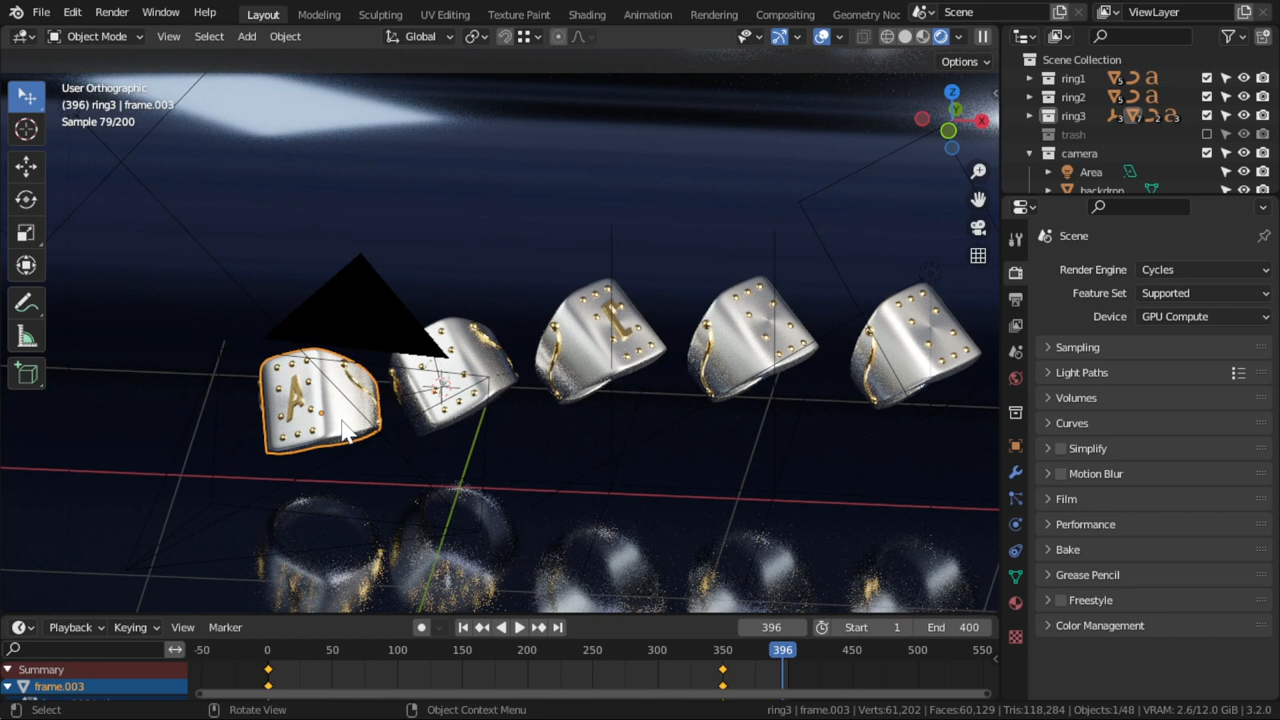 File Edit Render Window Help Layout Modeling Sculpting UV Editing Texture Paint Shading Animation Rendering Compositing Geometry Noc Scene ViewLayer
Object Mode View Select Add Object Global
Options
User Orthographic
(396) ring3 | frame.003
Sample 79/200
Z
Y
X
A
Scene Collection
ring1 5 a
ring2 5 a
ring3 3 7 2 a 3
trash
camera
Area
backdrop
Scene
Render Engine Cycles
Feature Set Supported
Device GPU Compute
Sampling
Light Paths
Volumes
Curves
Simplify
Motion Blur
Film
Performance
Bake
Grease Pencil
Freestyle
Color Management
Playback Keying View Marker 396 Start 1 End 400
-50 0 50 100 150 200 250 300 350 396 450 500 550
Summary
frame.003
Select Rotate View Object Context Menu ring3 | frame.003 | Verts:61,202 | Faces:60,129 | Tris:118,284 | Objects:1/48 | VRAM: 2.6/12.0 GiB | 3.2.0